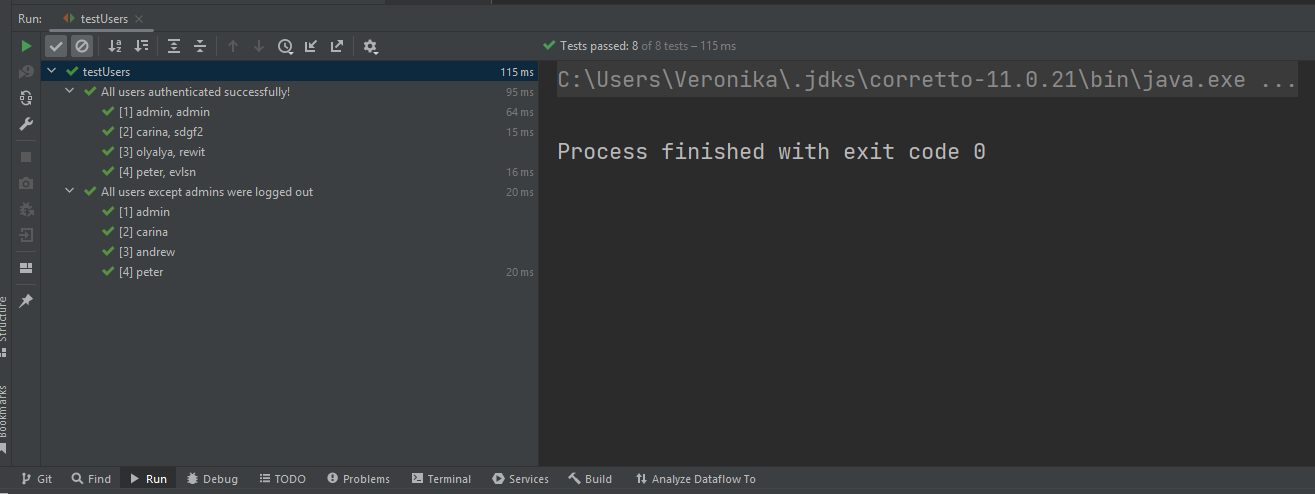 Run: testUsers
Tests passed: 8 of 8 tests – 115 ms
testUsers 115 ms
All users authenticated successfully! 95 ms
[1] admin, admin 64 ms
[2] carina, sdgf2 15 ms
[3] olyalya, rewit
[4] peter, evlsn 16 ms
All users except admins were logged out 20 ms
[1] admin
[2] carina
[3] andrew
[4] peter 20 ms
C:\Users\Veronika\.jdks\corretto-11.0.21\bin\java.exe ...
Process finished with exit code 0
Structure
Bookmarks
Git Find Run Debug TODO Problems Terminal Services Build Analyze Dataflow To